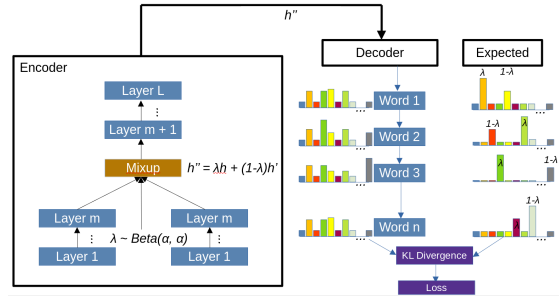 h''
Encoder
Layer L
⋮
Layer m + 1
Mixup
h'' = λh + (1-λ)h'
Layer m
Layer m
⋮
λ ~ Beta(α, α)
⋮
Layer 1
Layer 1
Decoder
Expected
Word 1
...
λ
1-λ
...
Word 2
...
1-λ
λ
...
Word 3
...
λ
1-λ
...
Word n
...
λ
1-λ
...
KL Divergence
Loss